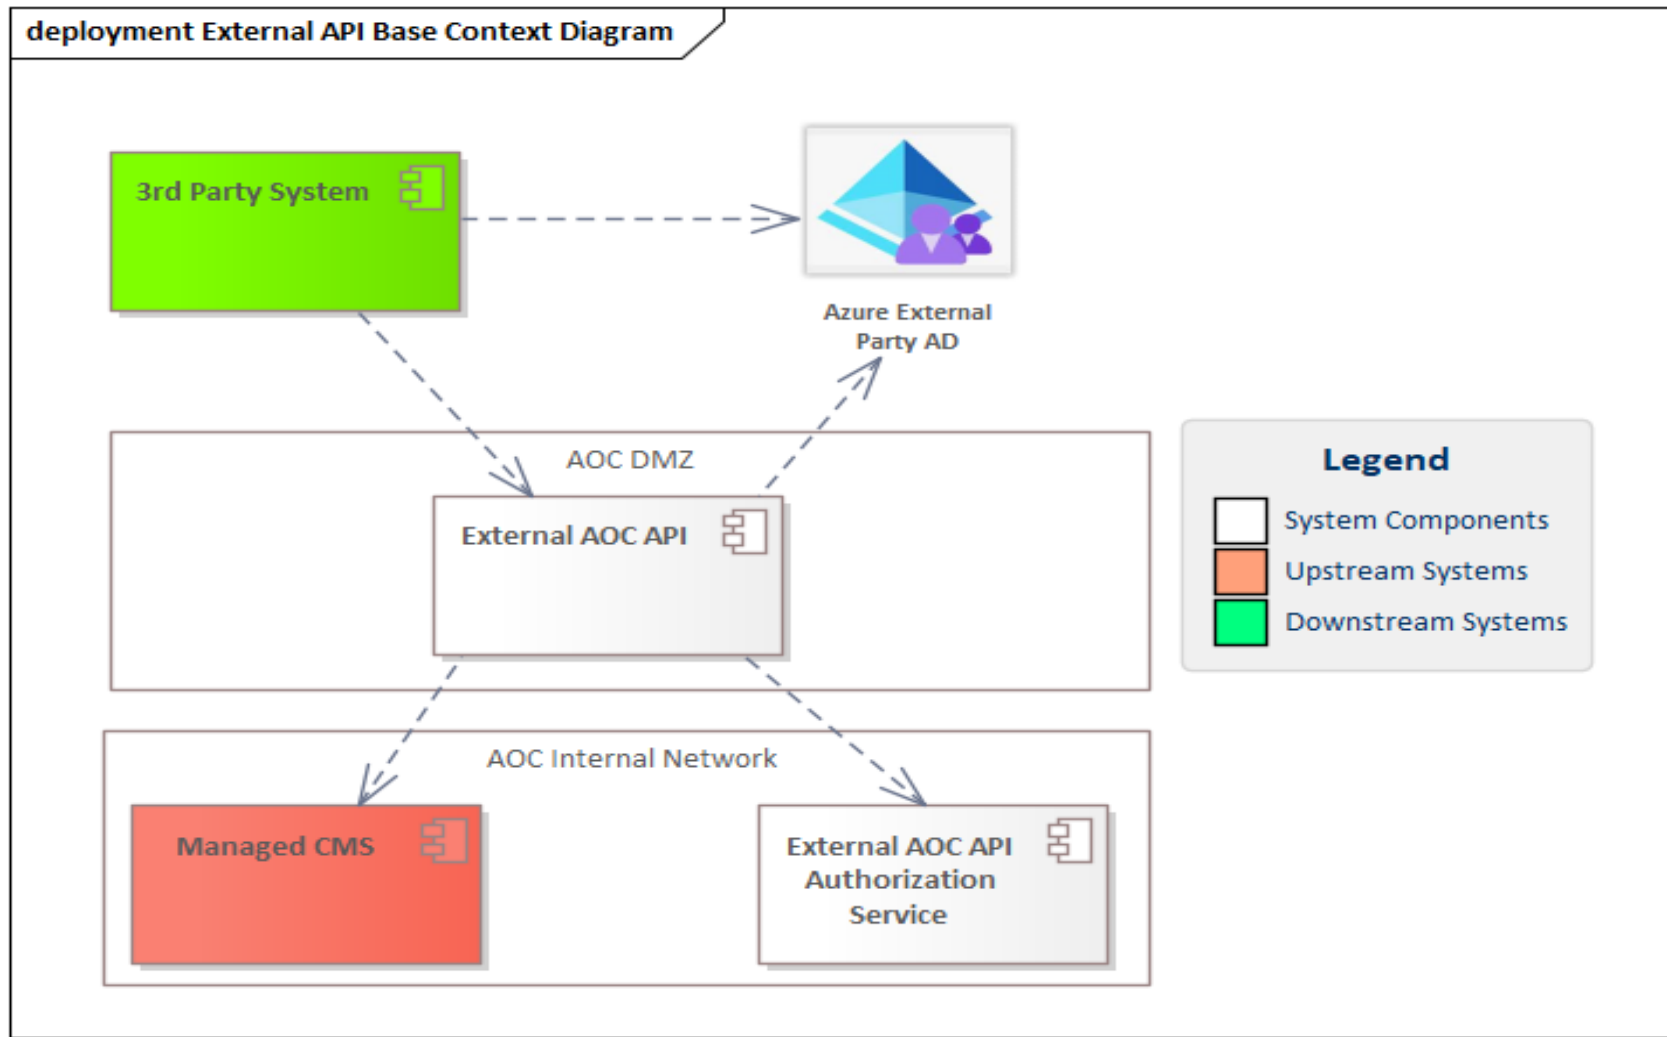 deployment External API Base Context Diagram
3rd Party System
Azure External
Party AD
AOC DMZ
External AOC API
Legend
System Components
Upstream Systems
Downstream Systems
AOC Internal Network
Managed CMS
External AOC API
Authorization
Service